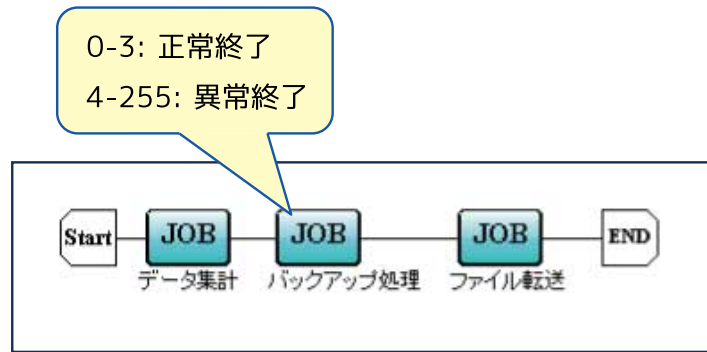 0-3: 正常終了
4-255: 異常終了
Start
JOB
JOB
JOB
END
データ集計
バックアップ処理
ファイル転送